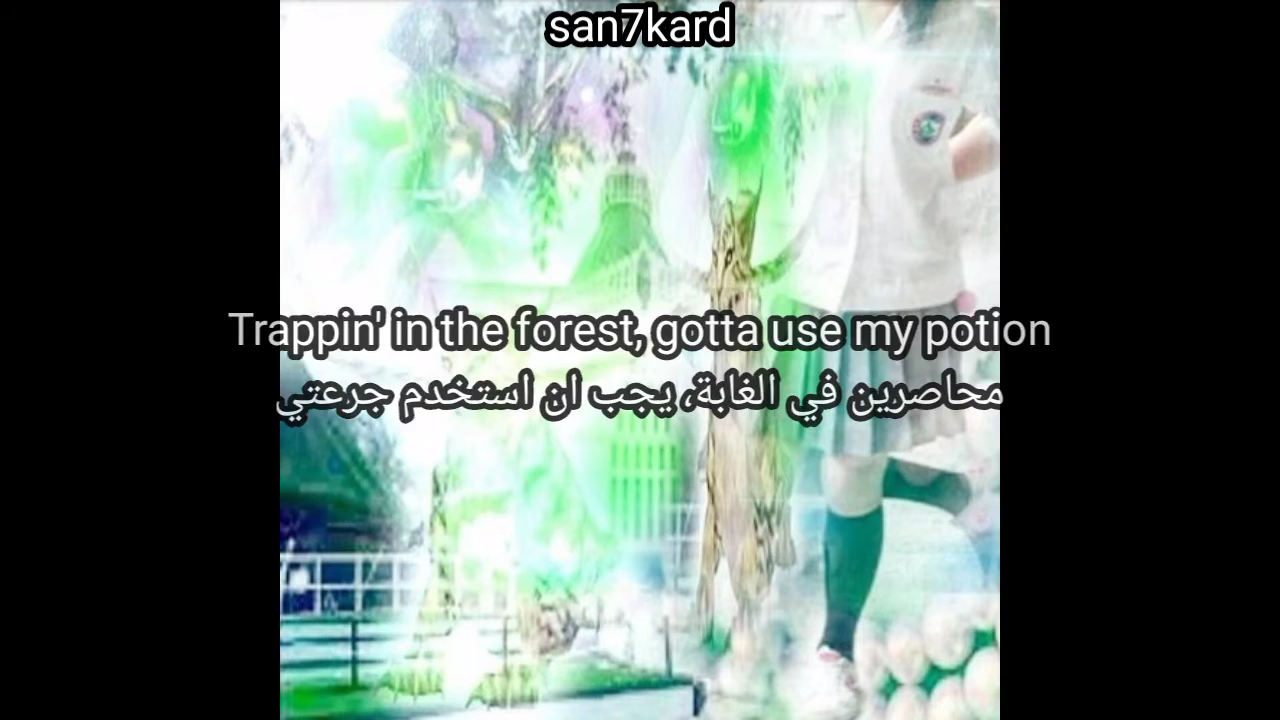 san7kard
Trappin' in the forest, gotta use my potion
محاصرين في الغابة، يجب ان استخدم جرعتي